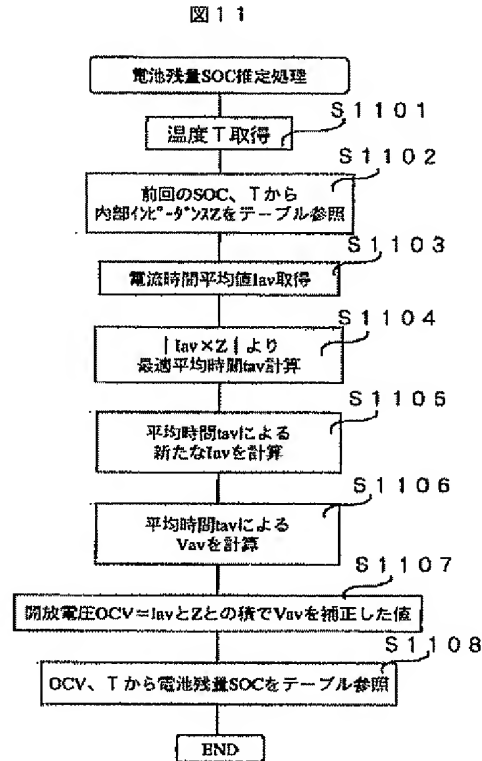 図11
電池残量SOC推定処理
S1101
温度T取得
S1102
前回のSOC、Tから
内部インピーダンスZをテーブル参照
S1103
電流時間平均値Iav取得
S1104
|Iav×Z|より
最適平均時間tav計算
S1105
平均時間tavによる
新たなIavを計算
S1106
平均時間tavによる
Vavを計算
S1107
開放電圧OCV=IavとZとの積でVavを補正した値
S1108
OCV、Tから電池残量SOCをテーブル参照
END